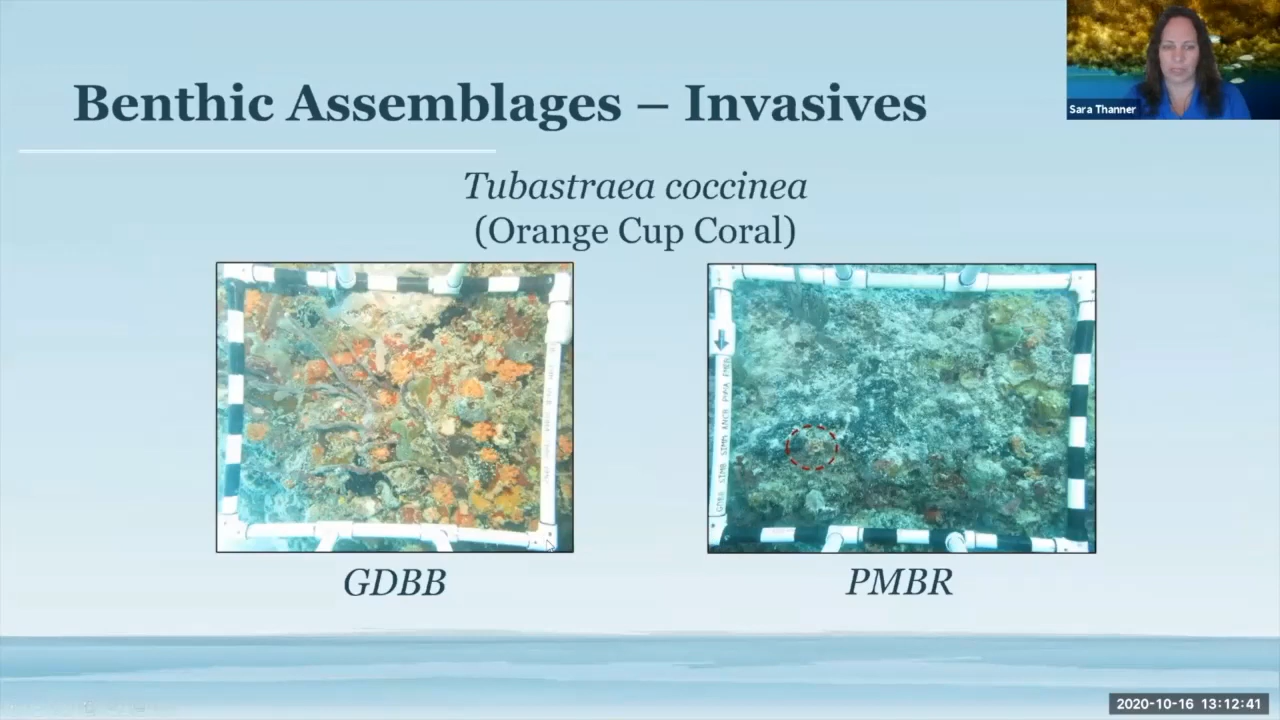 Benthic Assemblages – Invasives
Sara Thanner
Tubastraea coccinea
(Orange Cup Coral)
GDBB
PMBR
2020-10-16 13:12:41